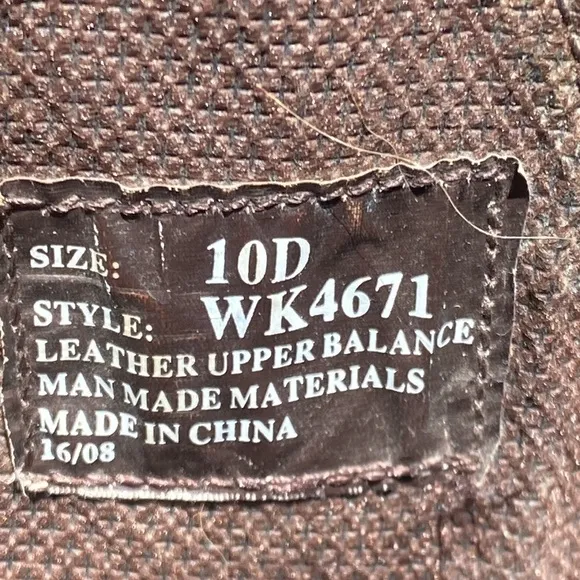 SIZE: 10D
STYLE: WK4671
LEATHER UPPER BALANCE
MAN MADE MATERIALS
MADE IN CHINA
16/08